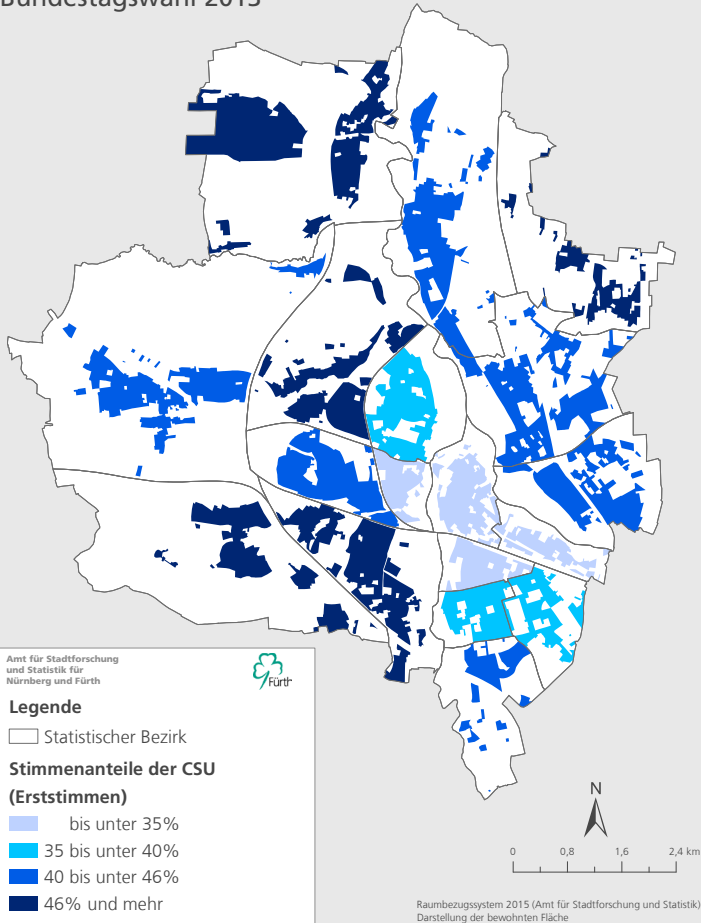 Bundestagswahl 2013
Amt für Stadtforschung
und Statistik für
Nürnberg und Fürth
Fürth
Legende
Statistischer Bezirk
Stimmenanteile der CSU
(Erststimmen)
bis unter 35%
35 bis unter 40%
40 bis unter 46%
46% und mehr
N
0 0,8 1,6 2,4 km
Raumbezugssystem 2015 (Amt für Stadtforschung und Statistik)
Darstellung der bewohnten Fläche